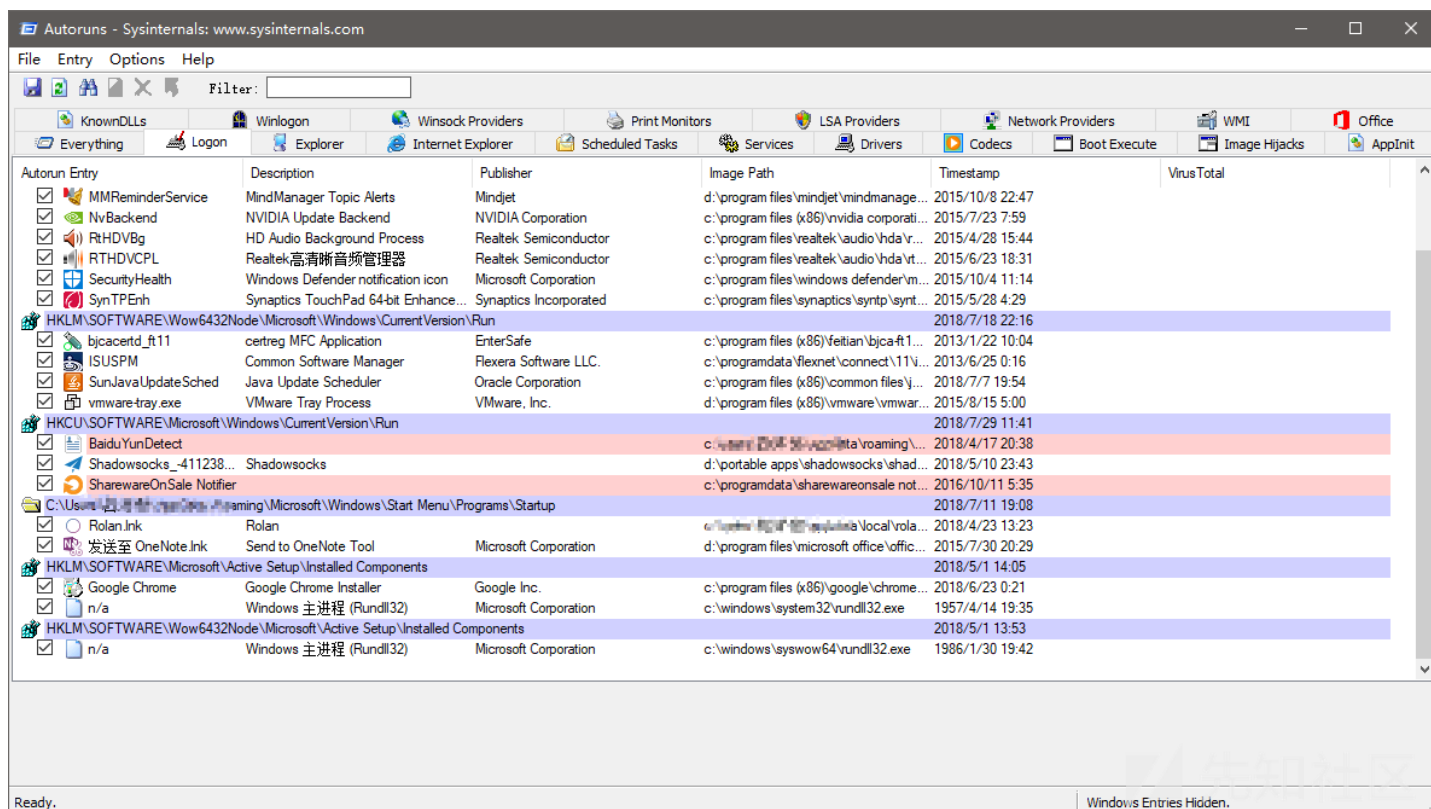 Autoruns - Sysinternals: www.sysinternals.com
File Entry Options Help
Filter:
KnownDLLs Winlogon Winsock Providers Print Monitors LSA Providers Network Providers WMI Office
Everything Logon Explorer Internet Explorer Scheduled Tasks Services Drivers Codecs Boot Execute Image Hijacks AppInit
Autorun Entry Description Publisher Image Path Timestamp VirusTotal
MMReminderService MindManager Topic Alerts Mindjet d:\program files\mindjet\mindmanage... 2015/10/8 22:47
NvBackend NVIDIA Update Backend NVIDIA Corporation c:\program files (x86)\nvidia corporati... 2015/7/23 7:59
RtHDVBg HD Audio Background Process Realtek Semiconductor c:\program files\realtek\audio\hda\r... 2015/4/28 15:44
RTHDVCPL Realtek高清晰音频管理器 Realtek Semiconductor c:\program files\realtek\audio\hda\rt... 2015/6/23 18:31
SecurityHealth Windows Defender notification icon Microsoft Corporation c:\program files\windows defender\m... 2015/10/4 11:14
SynTPEnh Synaptics TouchPad 64-bit Enhance... Synaptics Incorporated c:\program files\synaptics\syntp\synt... 2015/5/28 4:29
HKLM\SOFTWARE\Wow6432Node\Microsoft\Windows\CurrentVersion\Run 2018/7/18 22:16
bjcacertd_ft11 certreg MFC Application EnterSafe c:\program files (x86)\feitian\bjca-ft1... 2013/1/22 10:04
ISUSPM Common Software Manager Flexera Software LLC. c:\programdata\flexnet\connect\11\i... 2013/6/25 0:16
SunJavaUpdateSched Java Update Scheduler Oracle Corporation c:\program files (x86)\common files\j... 2018/7/7 19:54
vmware-tray.exe VMware Tray Process VMware, Inc. d:\program files (x86)\vmware\vmwar... 2015/8/15 5:00
HKCU\SOFTWARE\Microsoft\Windows\CurrentVersion\Run 2018/7/29 11:41
BaiduYunDetect ta\roaming\... 2018/4/17 20:38
Shadowsocks_-411238... Shadowsocks d:\portable apps\shadowsocks\shad... 2018/5/10 23:43
SharewareOnSale Notifier c:\programdata\sharewareonsale not... 2016/10/11 5:35
C:\Users aming\Microsoft\Windows\Start Menu\Programs\Startup 2018/7/11 19:08
Rolan.lnk Rolan \local\rola... 2018/4/23 13:23
发送至 OneNote.lnk Send to OneNote Tool Microsoft Corporation d:\program files\microsoft office\offic... 2015/7/30 20:29
HKLM\SOFTWARE\Microsoft\Active Setup\Installed Components 2018/5/1 14:05
Google Chrome Google Chrome Installer Google Inc. c:\program files (x86)\google\chrome... 2018/6/23 0:21
n/a Windows 主进程 (Rundll32) Microsoft Corporation c:\windows\system32\rundll32.exe 1957/4/14 19:35
HKLM\SOFTWARE\Wow6432Node\Microsoft\Active Setup\Installed Components 2018/5/1 13:53
n/a Windows 主进程 (Rundll32) Microsoft Corporation c:\windows\syswow64\rundll32.exe 1986/1/30 19:42
先知社区
Ready. Windows Entries Hidden.